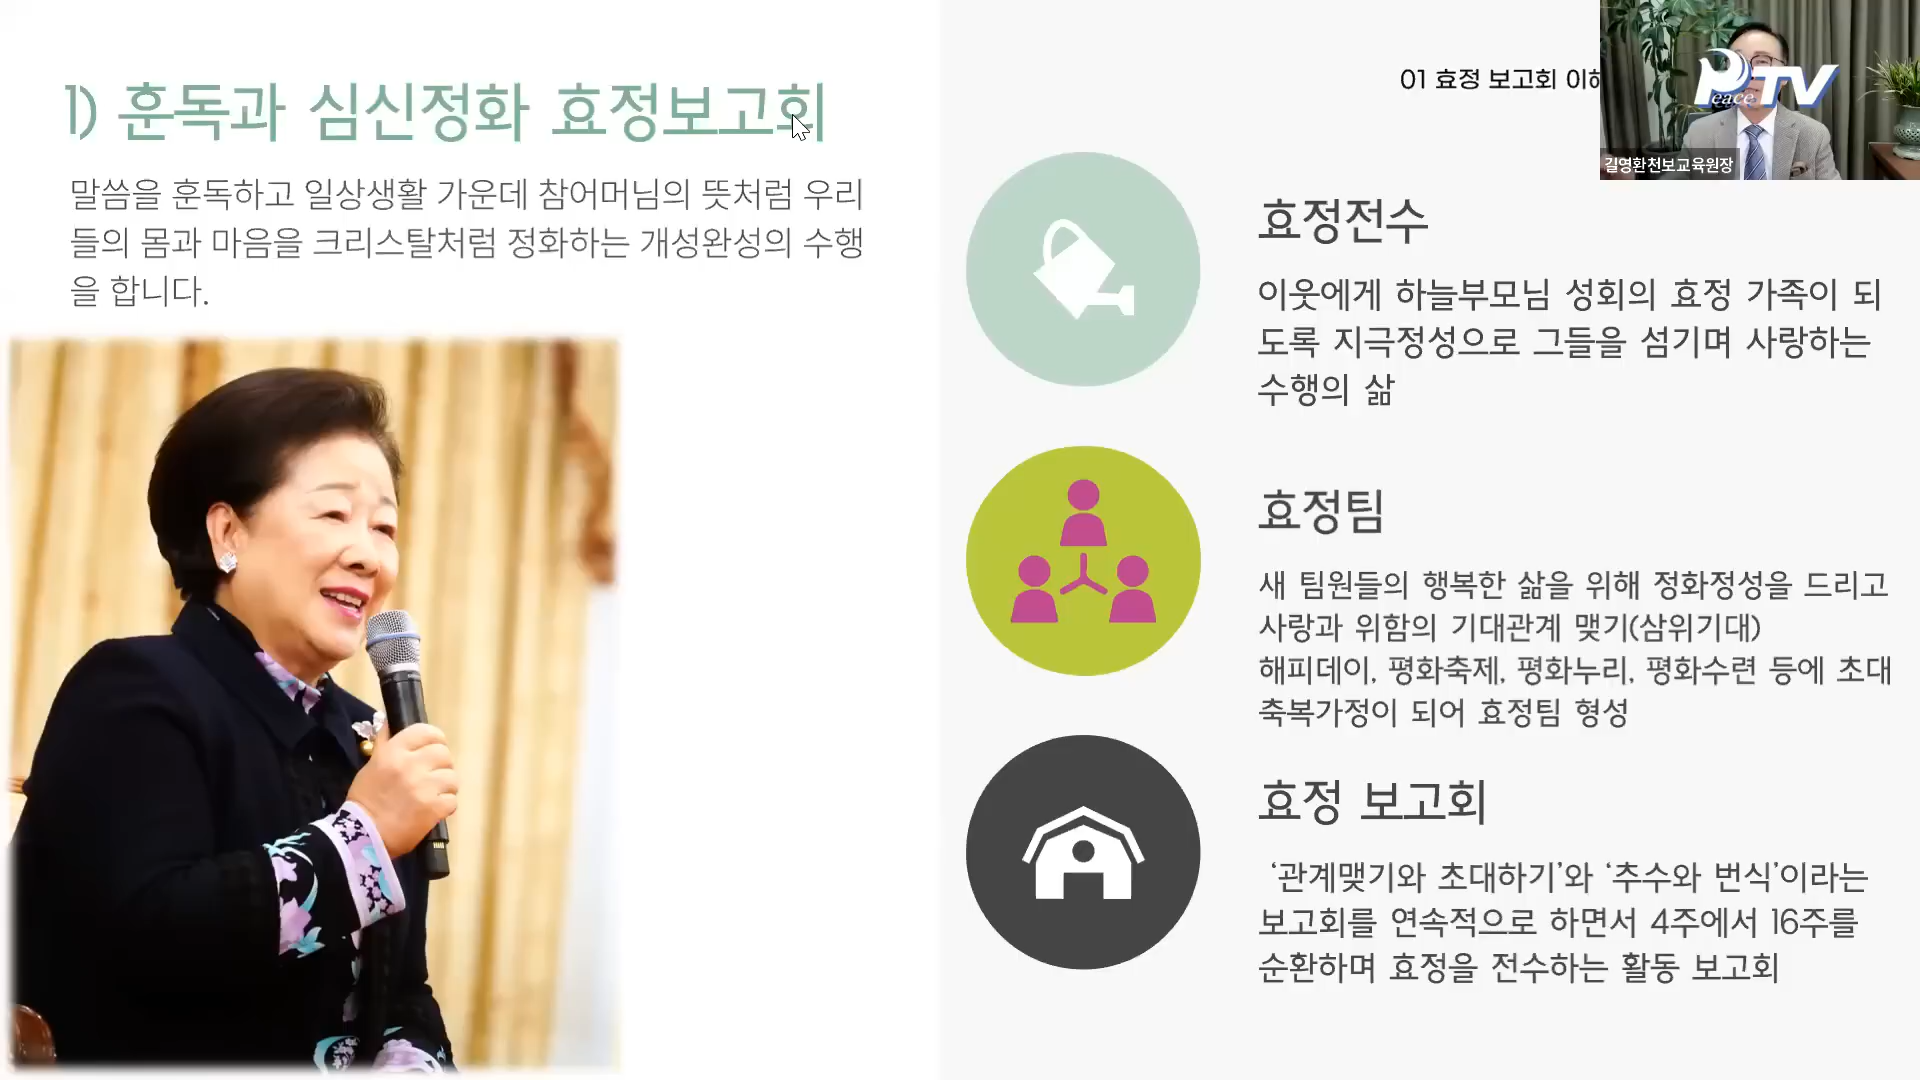 1) 훈독과 심신정화 효정보고회
말씀을 훈독하고 일상생활 가운데 참어머님의 뜻처럼 우리
들의 몸과 마음을 크리스탈처럼 정화하는 개성완성의 수행
을 합니다.
01 효정 보고회 이해
Peace TV
길영환천보교육원장
효정전수
이웃에게 하늘부모님 성회의 효정 가족이 되
도록 지극정성으로 그들을 섬기며 사랑하는
수행의 삶
효정팀
새 팀원들의 행복한 삶을 위해 정화정성을 드리고
사랑과 위함의 기대관계 맺기(삼위기대)
해피데이, 평화축제, 평화누리, 평화수련 등에 초대
축복가정이 되어 효정팀 형성
효정 보고회
‘관계맺기와 초대하기’와 ‘추수와 번식’이라는
보고회를 연속적으로 하면서 4주에서 16주를
순환하며 효정을 전수하는 활동 보고회